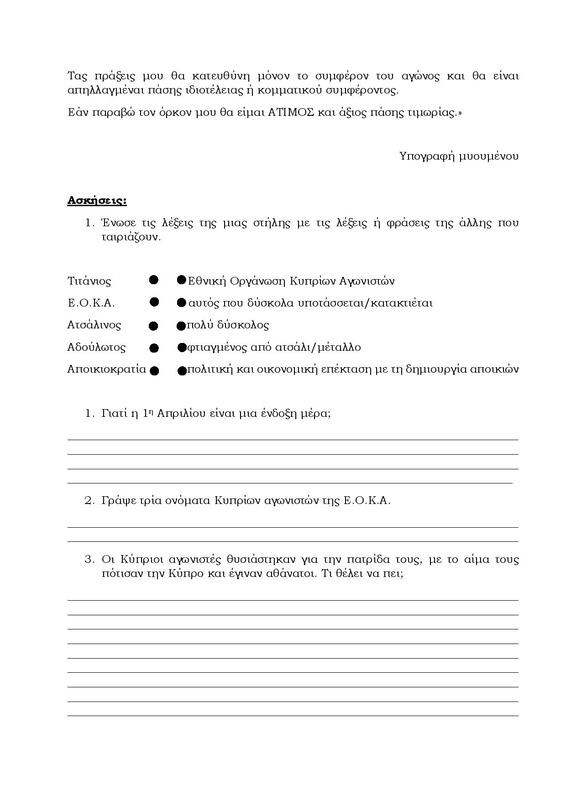 Τας πράξεις μου θα κατευθύνη μόνον το συμφέρον του αγώνος και θα είναι
απηλλαγμέναι πάσης ιδιοτέλειας ή κομματικού συμφέροντος.
Εάν παραβώ τον όρκον μου θα είμαι ΑΤΙΜΟΣ και άξιος πάσης τιμωρίας.»
Υπογραφή μυουμένου
Ασκήσεις:
1. Ένωσε τις λέξεις της μιας στήλης με τις λέξεις ή φράσεις της άλλης που
ταιριάζουν.
Τιτάνιος ● ● Εθνική Οργάνωση Κυπρίων Αγωνιστών
Ε.Ο.Κ.Α. ● ● αυτός που δύσκολα υποτάσσεται/κατακτιέται
Ατσάλινος ● ● πολύ δύσκολος
Αδούλωτος ● ● φτιαγμένος από ατσάλι/μέταλλο
Αποικιοκρατία ● ● πολιτική και οικονομική επέκταση με τη δημιουργία αποικιών
1. Γιατί η 1η Απριλίου είναι μια ένδοξη μέρα;
2. Γράψε τρία ονόματα Κυπρίων αγωνιστών της Ε.Ο.Κ.Α.
3. Οι Κύπριοι αγωνιστές θυσιάστηκαν για την πατρίδα τους, με το αίμα τους
πότισαν την Κύπρο και έγιναν αθάνατοι. Τι θέλει να πει;